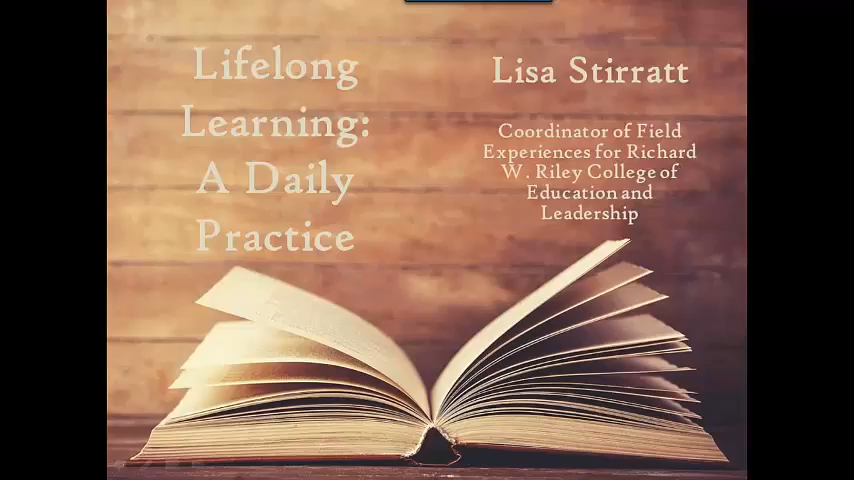 Lifelong
Learning:
A Daily
Practice
Lisa Stirratt
Coordinator of Field
Experiences for Richard
W. Riley College of
Education and
Leadership